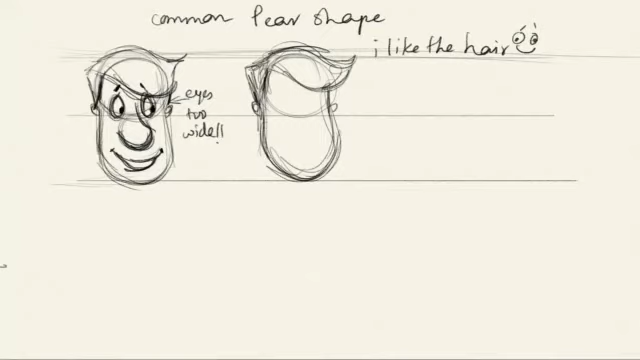 common Pear shape
i like the hair
eyes
too
wide!!